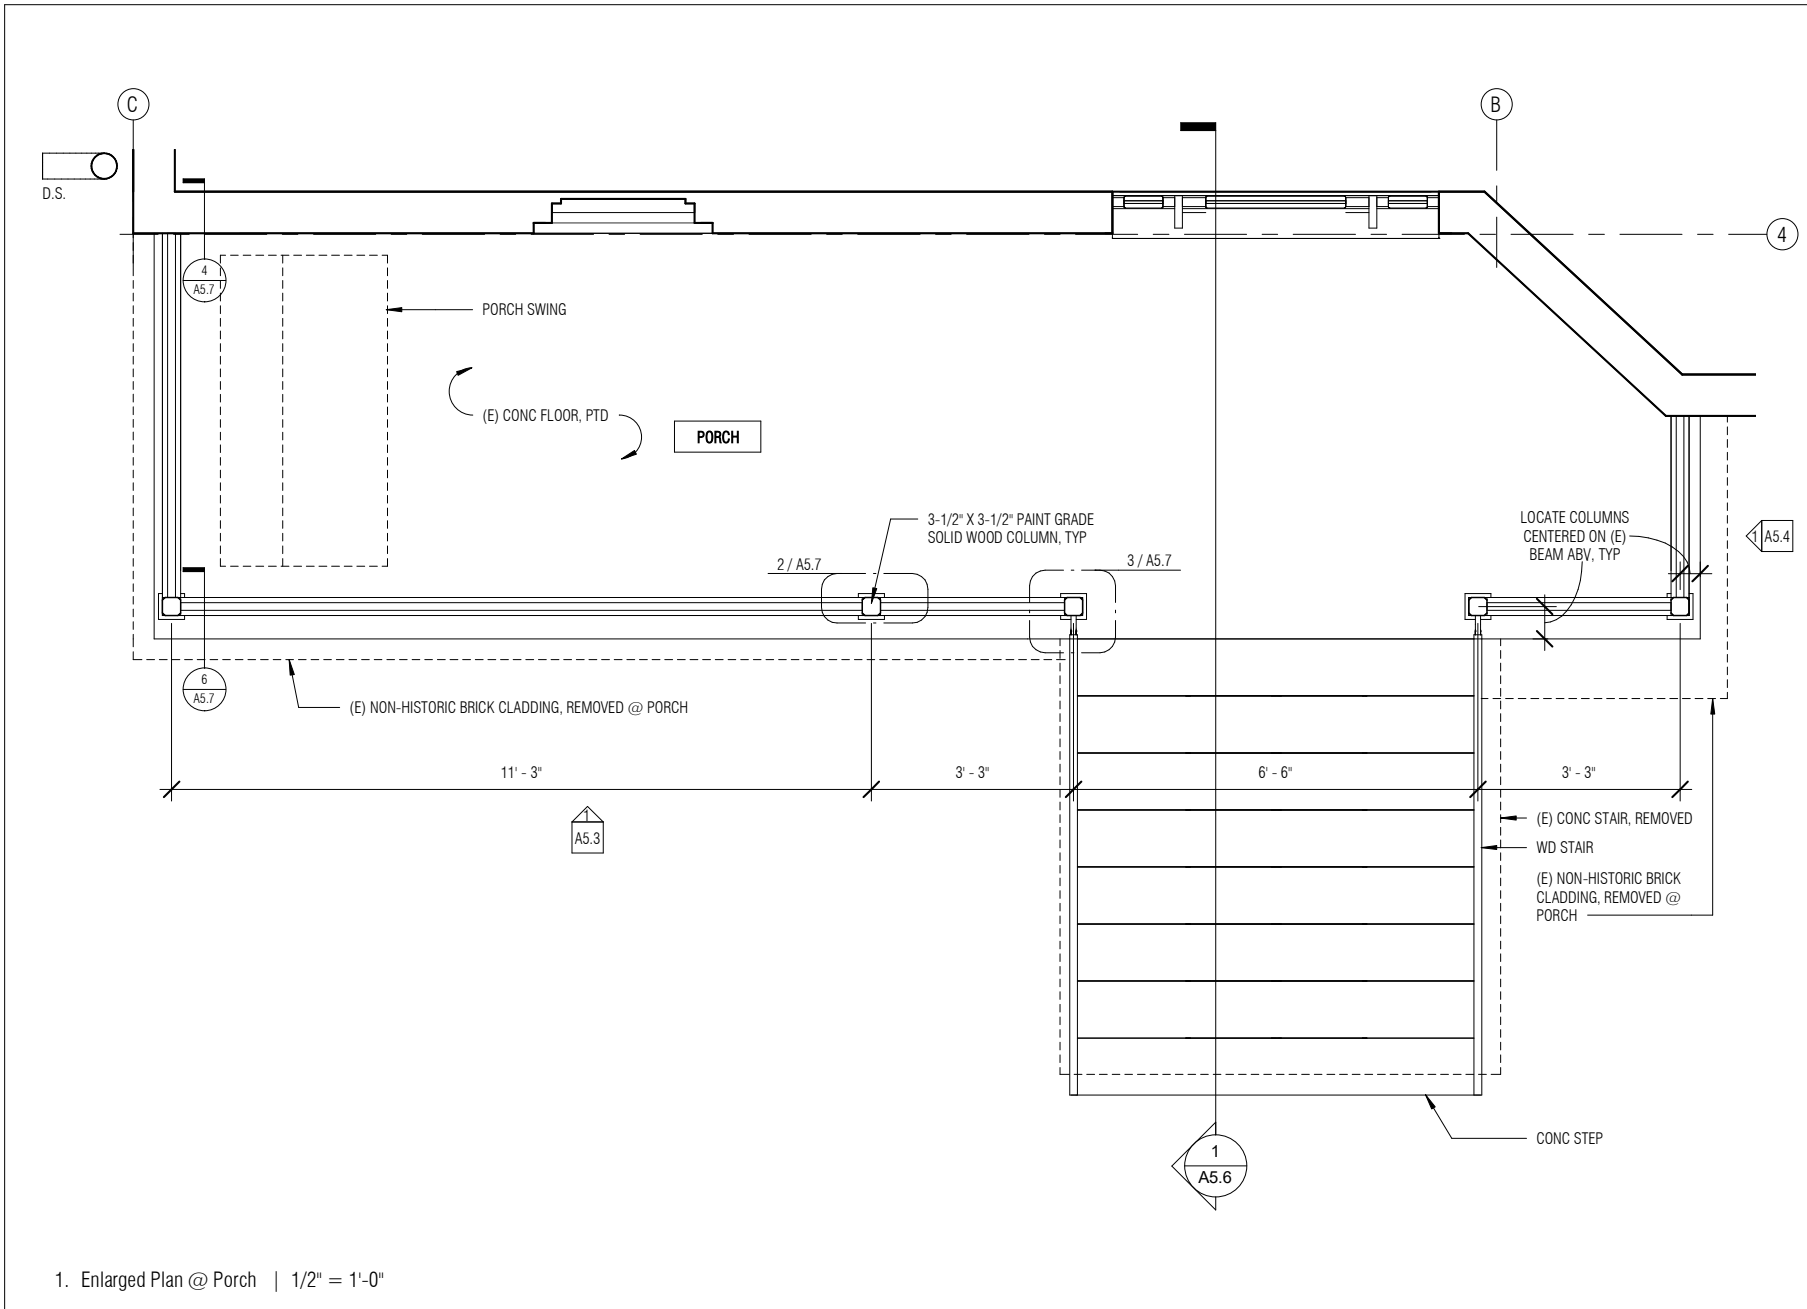 C
B
D.S.
4
4
A5.7
PORCH SWING
(E) CONC FLOOR, PTD
PORCH
3-1/2" X 3-1/2" PAINT GRADE
SOLID WOOD COLUMN, TYP
LOCATE COLUMNS
CENTERED ON (E)
BEAM ABV, TYP
1 A5.4
2 / A5.7
3 / A5.7
6
A5.7
(E) NON-HISTORIC BRICK CLADDING, REMOVED @ PORCH
11' - 3"
3' - 3"
6' - 6"
3' - 3"
1
A5.3
(E) CONC STAIR, REMOVED
WD STAIR
(E) NON-HISTORIC BRICK
CLADDING, REMOVED @
PORCH
CONC STEP
1
A5.6
1. Enlarged Plan @ Porch | 1/2" = 1'-0"